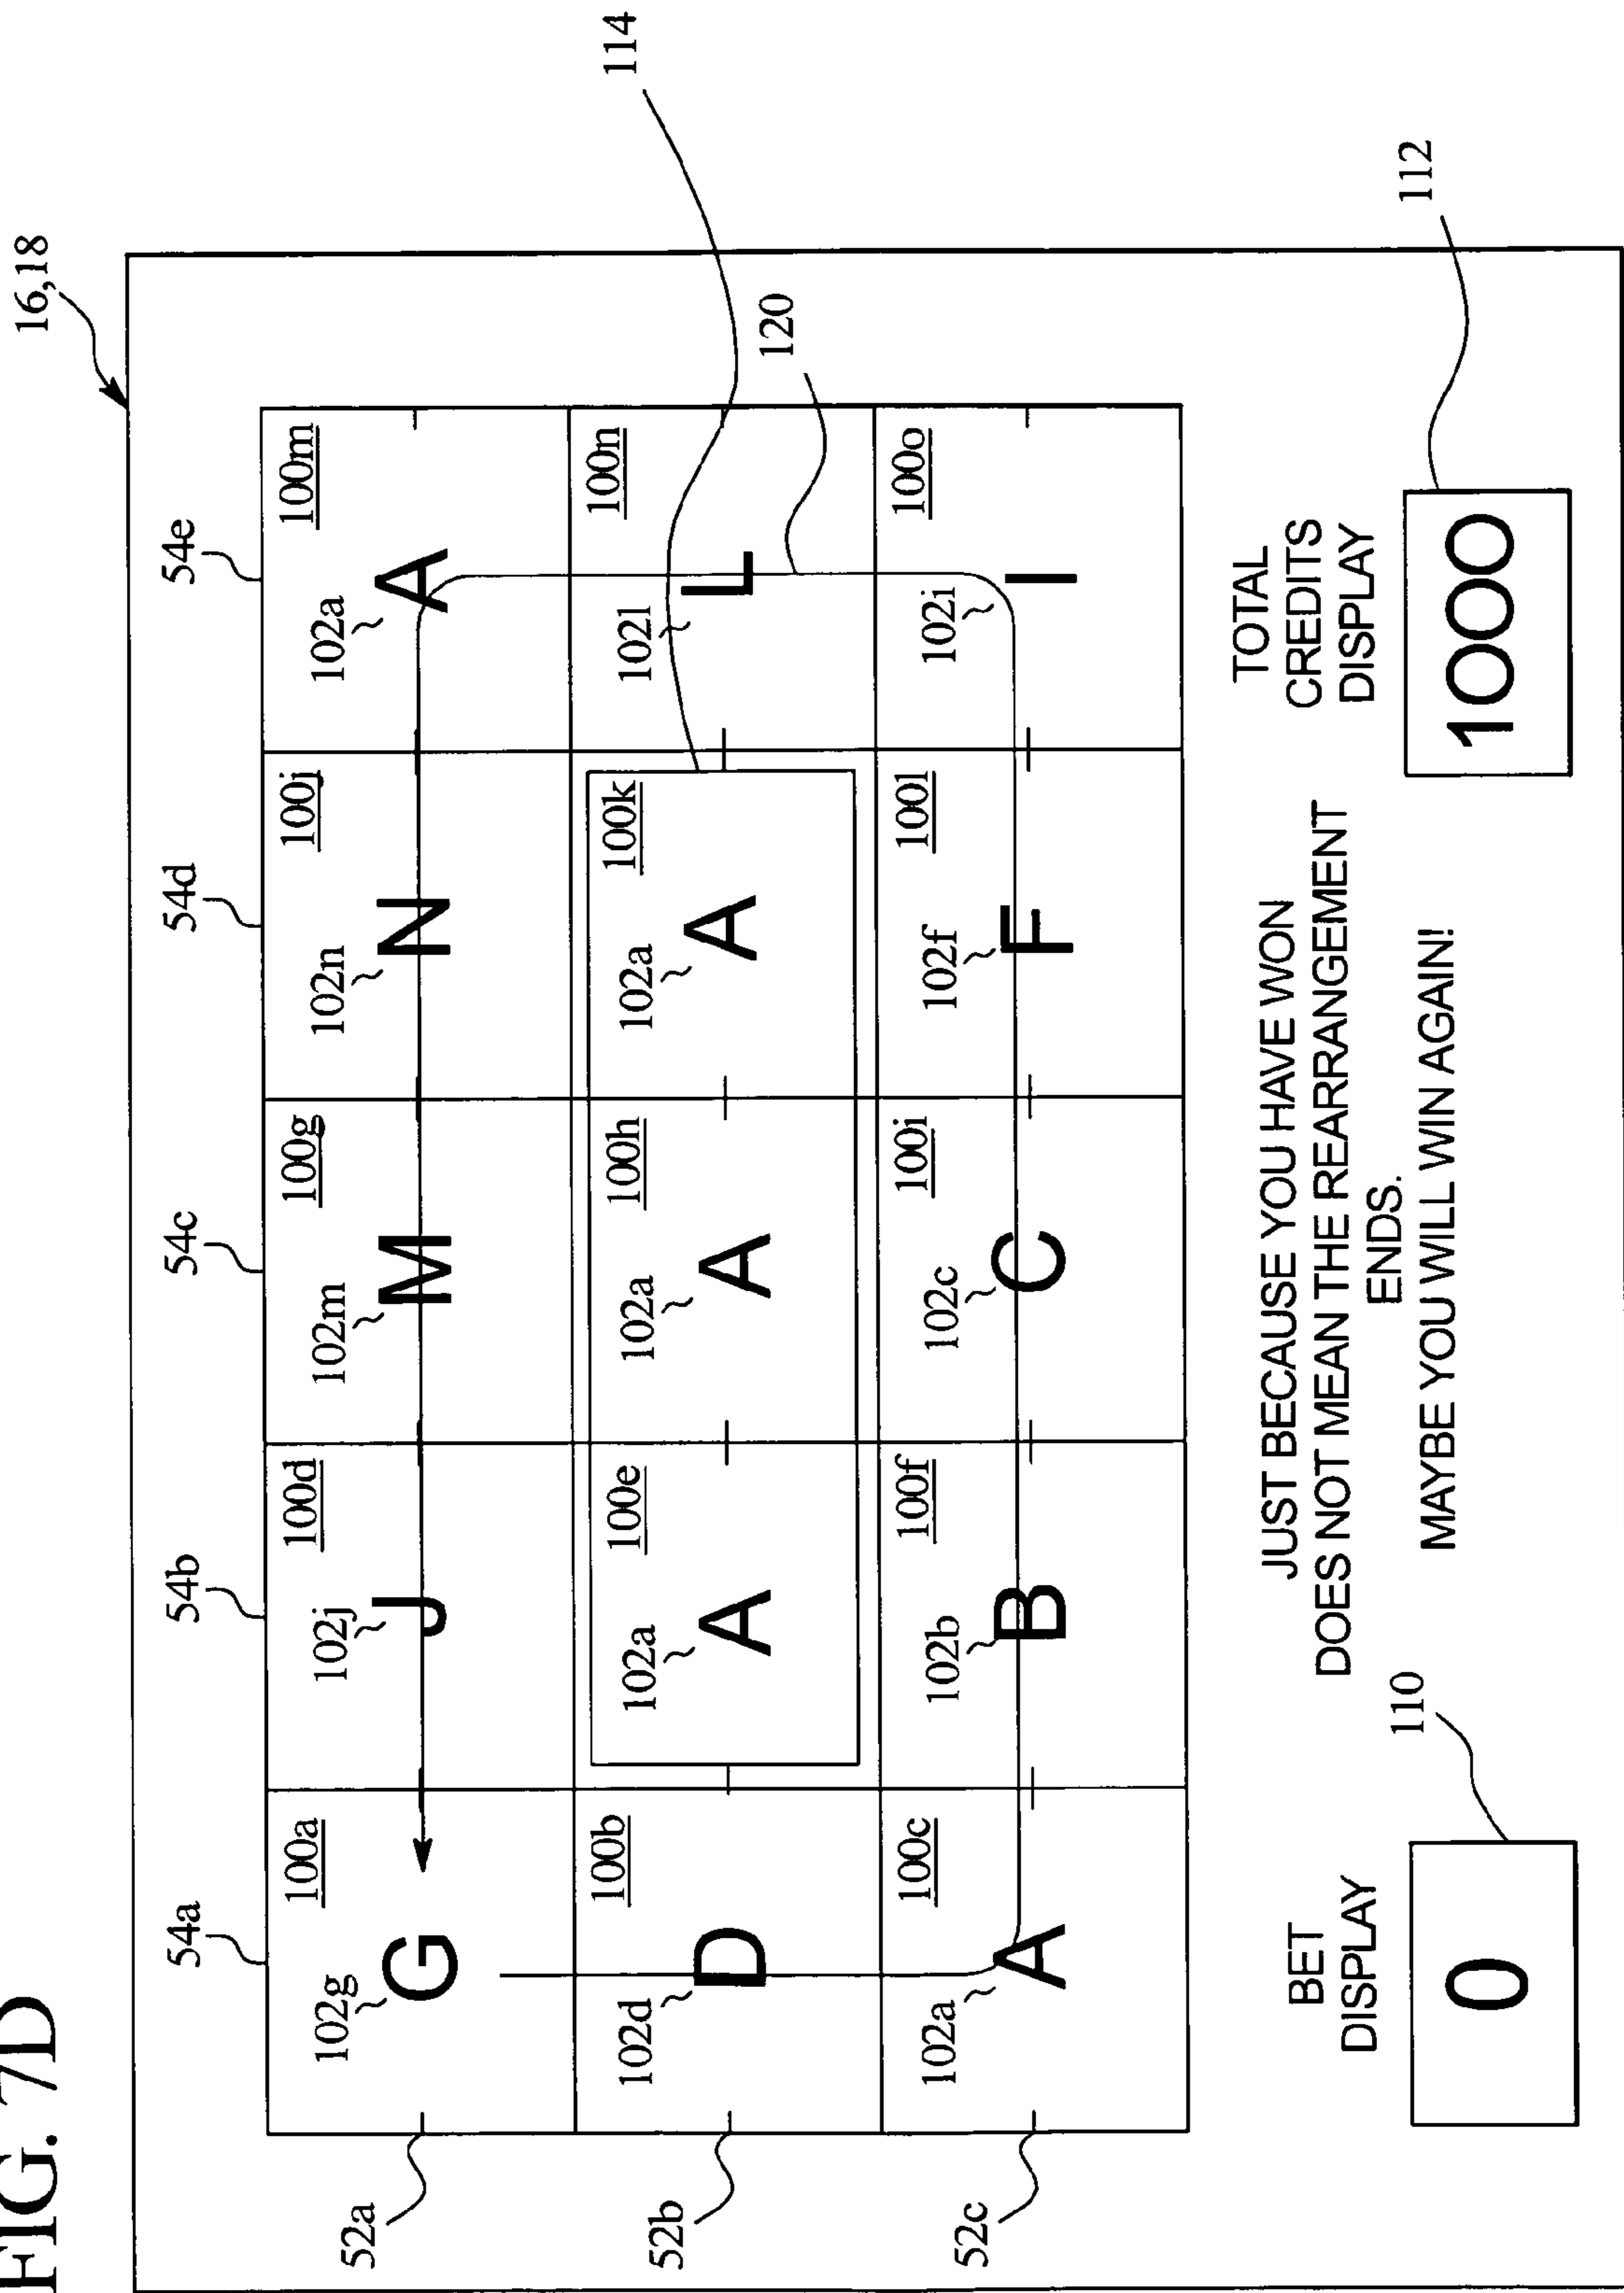 FIG. 7D
16,18
54a 54b 54c 54d 54e
114
100a 100d 100g 100j 100m
102g 102j 102m 102n 102a
G J M N A
52a
120
100b 100e 100h 100k 100n
102d 102a 102a 102a 102l
D A A A L
52b
100c 100f 100i 100l 100o
102a 102b 102c 102f 102i
A B C F I
52c
BET
DISPLAY
0
110
JUST BECAUSE YOU HAVE WON
DOES NOT MEAN THE REARRANGEMENT
ENDS.
MAYBE YOU WILL WIN AGAIN!
TOTAL
CREDITS
DISPLAY
1000
112